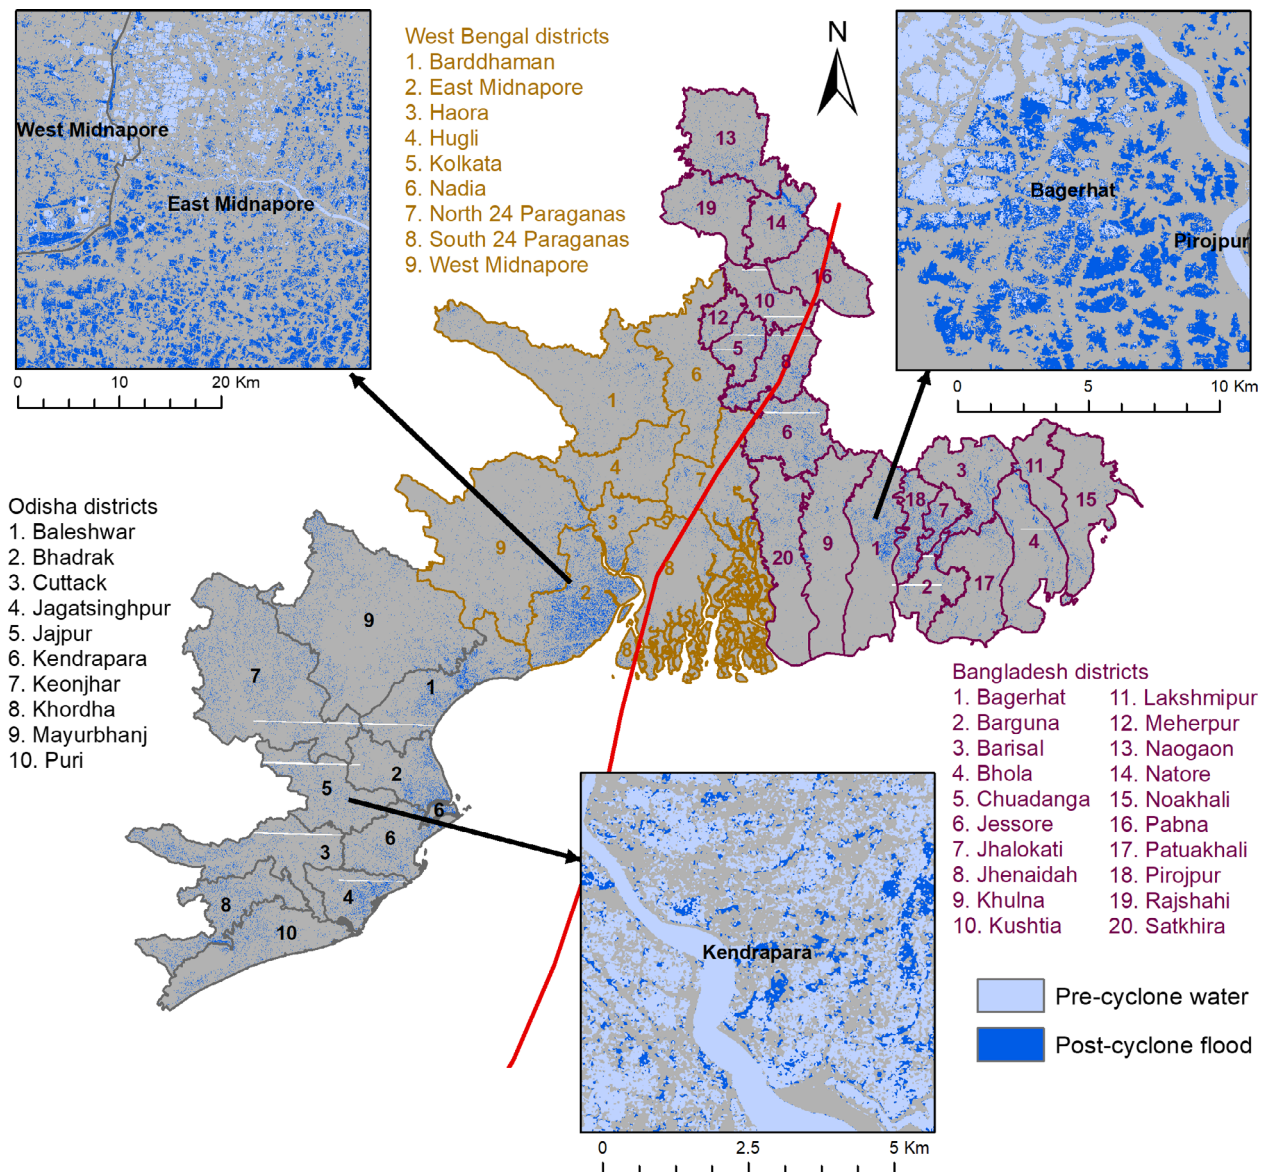 West Midnapore
East Midnapore
0 10 20 Km
West Bengal districts
1. Barddhaman
2. East Midnapore
3. Haora
4. Hugli
5. Kolkata
6. Nadia
7. North 24 Paraganas
8. South 24 Paraganas
9. West Midnapore
N
Bagerhat
Pirojpur
0 5 10 Km
13
19
14
16
10
12
5
8
6
6
1
4
7
3
9
2
8
8
20
9
1
18
7
3
11
15
4
2
17
Odisha districts
1. Baleshwar
2. Bhadrak
3. Cuttack
4. Jagatsinghpur
5. Jajpur
6. Kendrapara
7. Keonjhar
8. Khordha
9. Mayurbhanj
10. Puri
9
7
1
2
5
6
6
3
4
8
10
Bangladesh districts
1. Bagerhat
2. Barguna
3. Barisal
4. Bhola
5. Chuadanga
6. Jessore
7. Jhalokati
8. Jhenaidah
9. Khulna
10. Kushtia
11. Lakshmipur
12. Meherpur
13. Naogaon
14. Natore
15. Noakhali
16. Pabna
17. Patuakhali
18. Pirojpur
19. Rajshahi
20. Satkhira
Kendrapara
0 2.5 5 Km
Pre-cyclone water
Post-cyclone flood